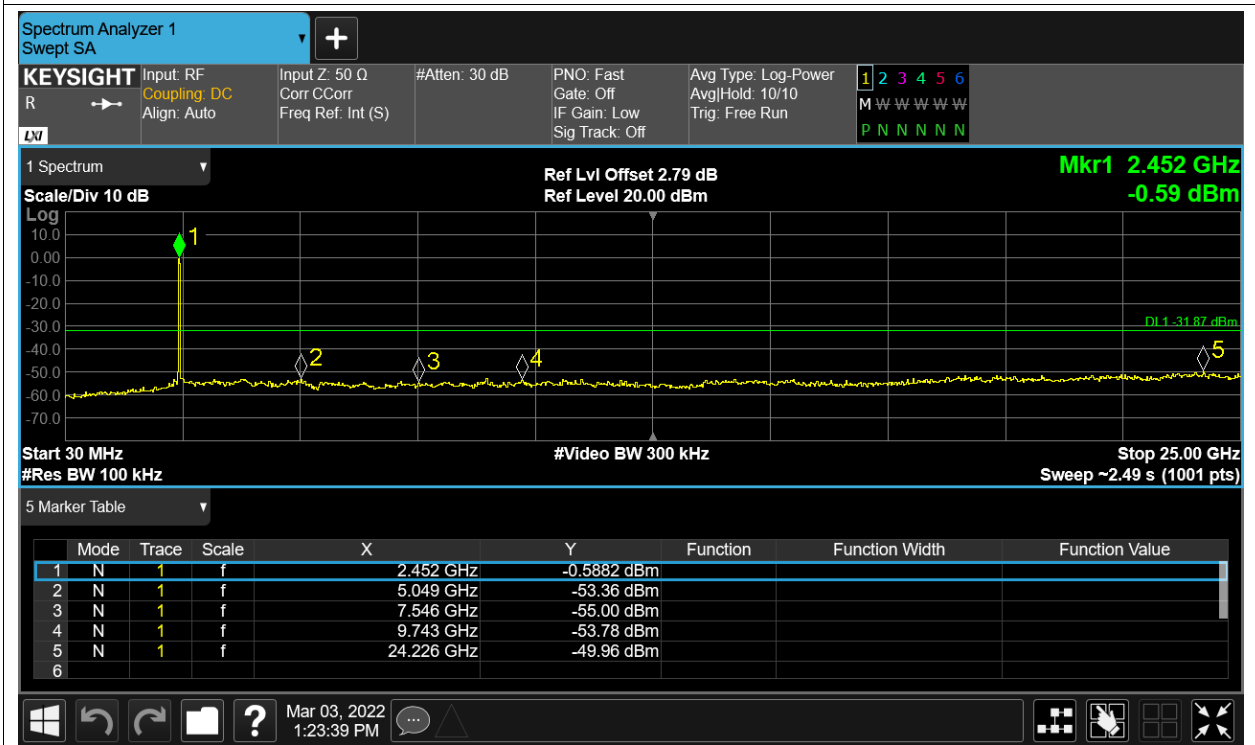 Spectrum Analyzer 1
Swept SA
KEYSIGHT
R
LXI
Input: RF
Coupling: DC
Align: Auto
Input Z: 50 Ω
Corr CCorr
Freq Ref: Int (S)
#Atten: 30 dB
PNO: Fast
Gate: Off
IF Gain: Low
Sig Track: Off
Avg Type: Log-Power
Avg|Hold: 10/10
Trig: Free Run
1 2 3 4 5 6
M W W W W W
P N N N N N
1 Spectrum
Scale/Div 10 dB
Ref Lvl Offset 2.79 dB
Ref Level 20.00 dBm
Mkr1 2.452 GHz
-0.59 dBm
Log
10.0
0.00
-10.0
-20.0
-30.0
-40.0
-50.0
-60.0
-70.0
1
DL1 -31.87 dBm
2
3
4
5
Start 30 MHz
#Video BW 300 kHz
Stop 25.00 GHz
#Res BW 100 kHz
Sweep ~2.49 s (1001 pts)
5 Marker Table
Mode Trace Scale X Y Function Function Width Function Value
1 N 1 f 2.452 GHz -0.5882 dBm
2 N 1 f 5.049 GHz -53.36 dBm
3 N 1 f 7.546 GHz -55.00 dBm
4 N 1 f 9.743 GHz -53.78 dBm
5 N 1 f 24.226 GHz -49.96 dBm
6
?
Mar 03, 2022
1:23:39 PM